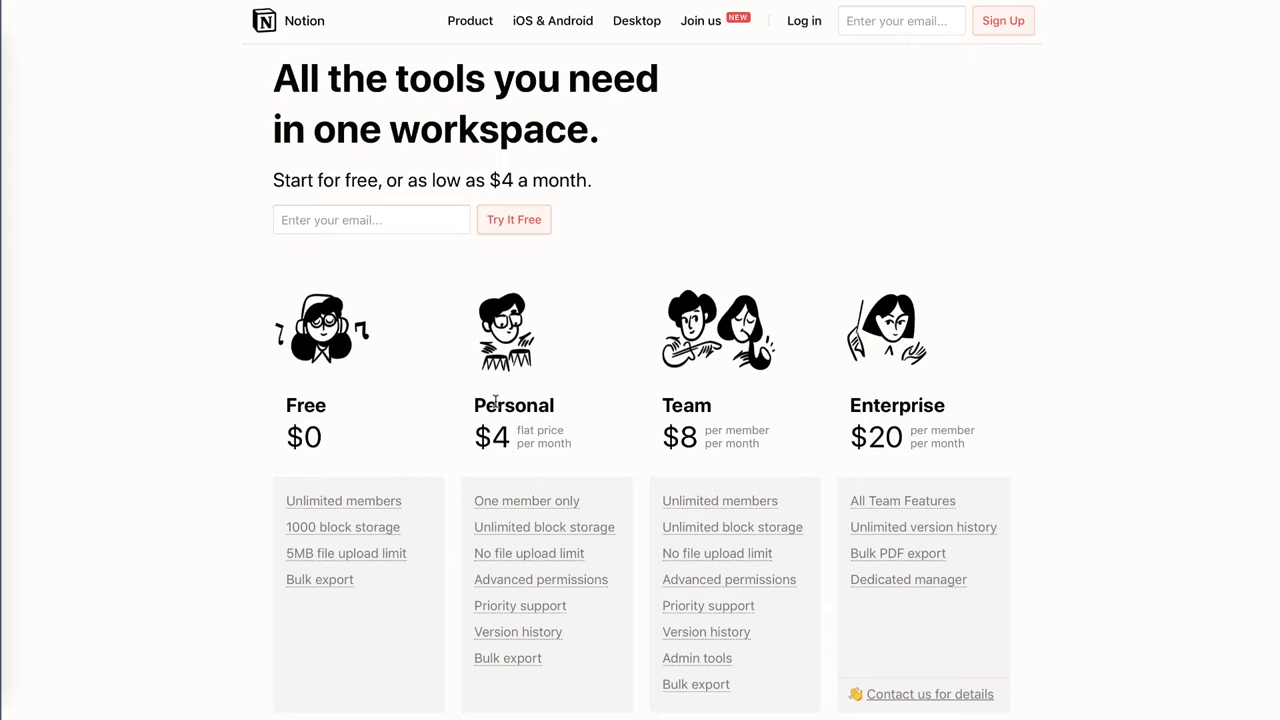 Notion
Product
iOS & Android
Desktop
Join us NEW
Log in
Enter your email...
Sign Up
All the tools you need
in one workspace.
Start for free, or as low as $4 a month.
Enter your email...
Try It Free
Free
$0
Unlimited members
1000 block storage
5MB file upload limit
Bulk export
Personal
$4 flat price
per month
One member only
Unlimited block storage
No file upload limit
Advanced permissions
Priority support
Version history
Bulk export
Team
$8 per member
per month
Unlimited members
Unlimited block storage
No file upload limit
Advanced permissions
Priority support
Version history
Admin tools
Bulk export
Enterprise
$20 per member
per month
All Team Features
Unlimited version history
Bulk PDF export
Dedicated manager
👋 Contact us for details